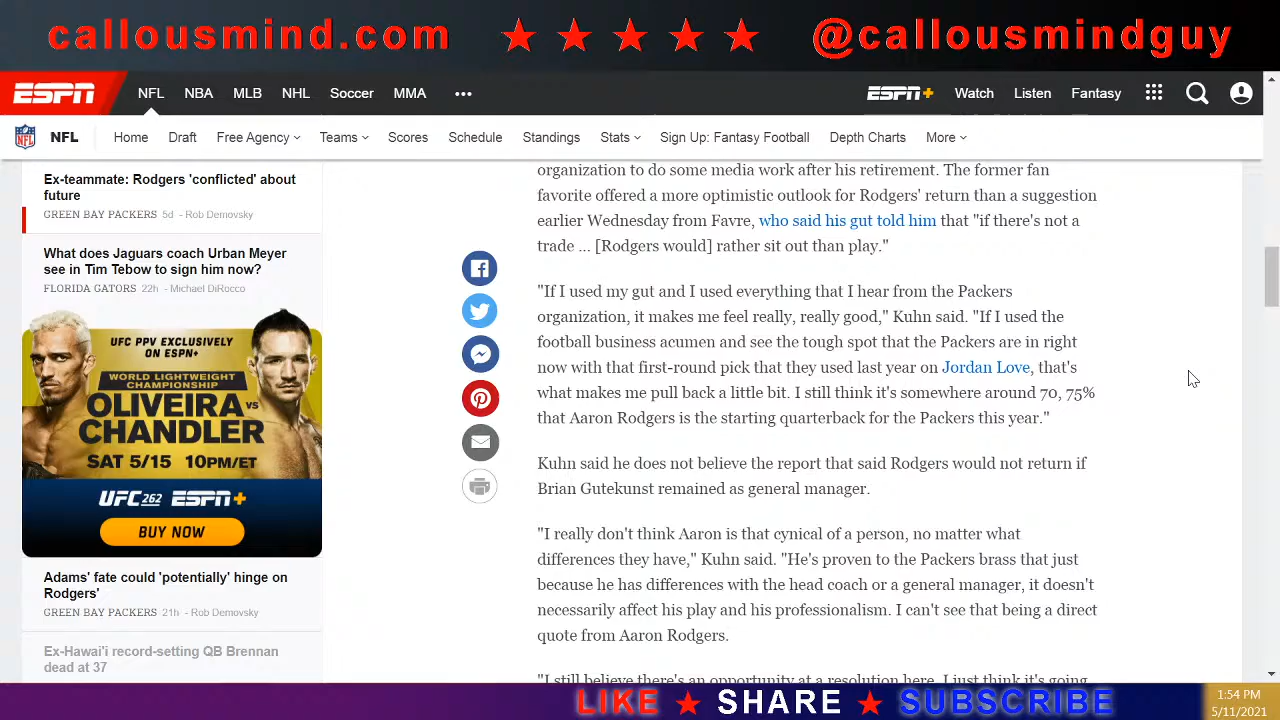 callousmind.com ★ ★ ★ ★ ★ @callousmindguy
ESPN NFL NBA MLB NHL Soccer MMA ••• ESPN+ Watch Listen Fantasy
NFL Home Draft Free Agency Teams Scores Schedule Standings Stats Sign Up: Fantasy Football Depth Charts More
Ex-teammate: Rodgers 'conflicted' about
future
GREEN BAY PACKERS 5d - Rob Demovsky
What does Jaguars coach Urban Meyer
see in Tim Tebow to sign him now?
FLORIDA GATORS 22h - Michael DiRocco
UFC PPV EXCLUSIVELY
ON ESPN+
WORLD LIGHTWEIGHT
CHAMPIONSHIP
OLIVEIRA VS
CHANDLER
SAT 5/15 10PM/ET
UFC 262 ESPN+
BUY NOW
Adams' fate could 'potentially' hinge on
Rodgers'
GREEN BAY PACKERS 21h - Rob Demovsky
Ex-Hawai'i record-setting QB Brennan
dead at 37
organization to do some media work after his retirement. The former fan
favorite offered a more optimistic outlook for Rodgers' return than a suggestion
earlier Wednesday from Favre, who said his gut told him that "if there's not a
trade ... [Rodgers would] rather sit out than play."
"If I used my gut and I used everything that I hear from the Packers
organization, it makes me feel really, really good," Kuhn said. "If I used the
football business acumen and see the tough spot that the Packers are in right
now with that first-round pick that they used last year on Jordan Love, that's
what makes me pull back a little bit. I still think it's somewhere around 70, 75%
that Aaron Rodgers is the starting quarterback for the Packers this year."
Kuhn said he does not believe the report that said Rodgers would not return if
Brian Gutekunst remained as general manager.
"I really don't think Aaron is that cynical of a person, no matter what
differences they have," Kuhn said. "He's proven to the Packers brass that just
because he has differences with the head coach or a general manager, it doesn't
necessarily affect his play and his professionalism. I can't see that being a direct
quote from Aaron Rodgers.
"I still believe there's an opportunity at a resolution here. I just think it's going
LIKE ★ SHARE ★ SUBSCRIBE
1:54 PM
5/11/2021